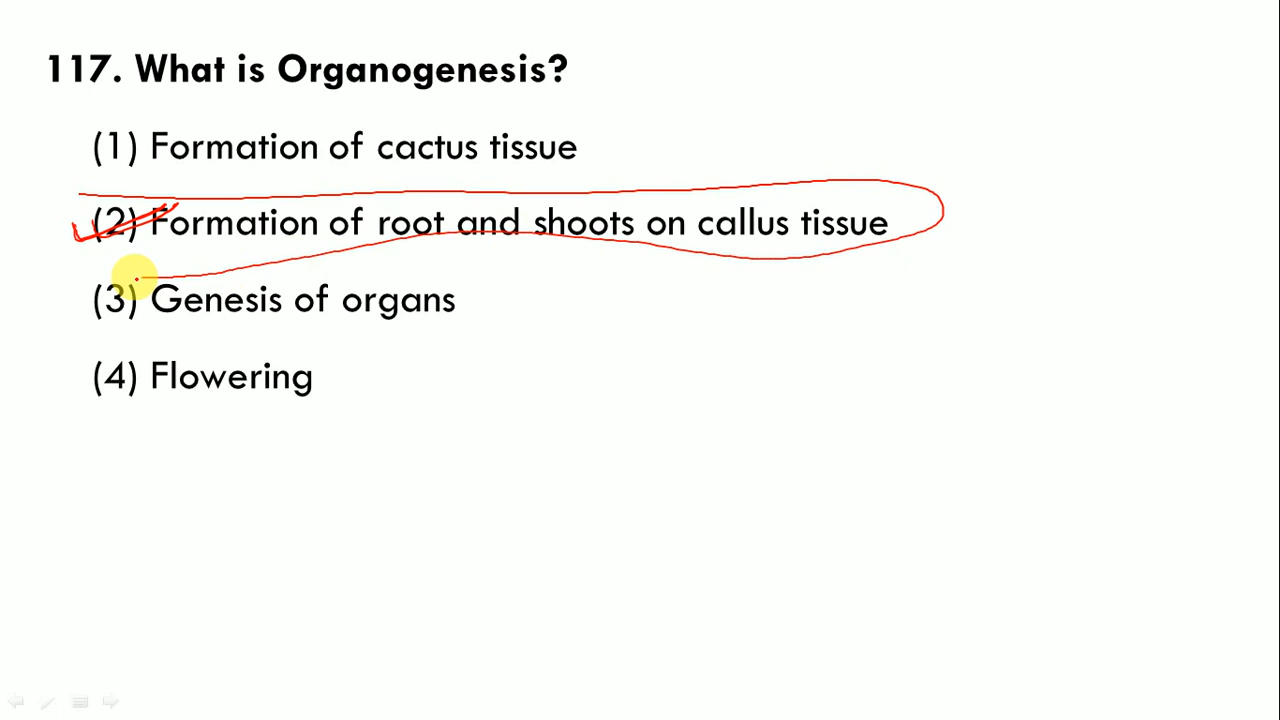 117. What is Organogenesis?
(1) Formation of cactus tissue
(2) Formation of root and shoots on callus tissue
(3) Genesis of organs
(4) Flowering